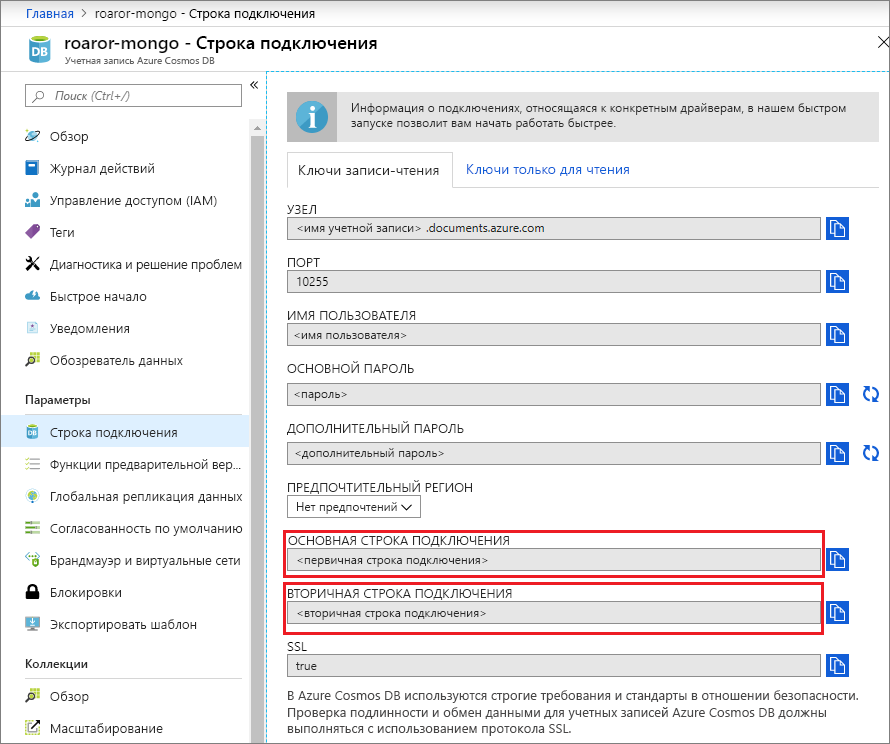 Главная > roaror-mongo - Строка подключения
roaror-mongo - Строка подключения
Учетная запись Azure Cosmos DB
Поиск (Ctrl+/)
«
Обзор
Журнал действий
Управление доступом (IAM)
Теги
Диагностика и решение проблем
Быстрое начало
Уведомления
Обозреватель данных
Параметры
Строка подключения
Функции предварительной вер...
Глобальная репликация данных
Согласованность по умолчанию
Брандмауэр и виртуальные сети
Блокировки
Экспортировать шаблон
Коллекции
Обзор
Масштабирование
Информация о подключениях, относящаяся к конкретным драйверам, в нашем быстром
запуске позволит вам начать работать быстрее.
Ключи записи-чтения Ключи только для чтения
УЗЕЛ
<имя учетной записи> .documents.azure.com
ПОРТ
10255
ИМЯ ПОЛЬЗОВАТЕЛЯ
<имя пользователя>
ОСНОВНОЙ ПАРОЛЬ
<пароль>
ДОПОЛНИТЕЛЬНЫЙ ПАРОЛЬ
<дополнительный пароль>
ПРЕДПОЧТИТЕЛЬНЫЙ РЕГИОН
Нет предпочтений
ОСНОВНАЯ СТРОКА ПОДКЛЮЧЕНИЯ
<первичная строка подключения>
ВТОРИЧНАЯ СТРОКА ПОДКЛЮЧЕНИЯ
<вторичная строка подключения>
SSL
true
В Azure Cosmos DB используются строгие требования и стандарты в отношении безопасности.
Проверка подлинности и обмен данными для учетных записей Azure Cosmos DB должны
выполняться с использованием протокола SSL.